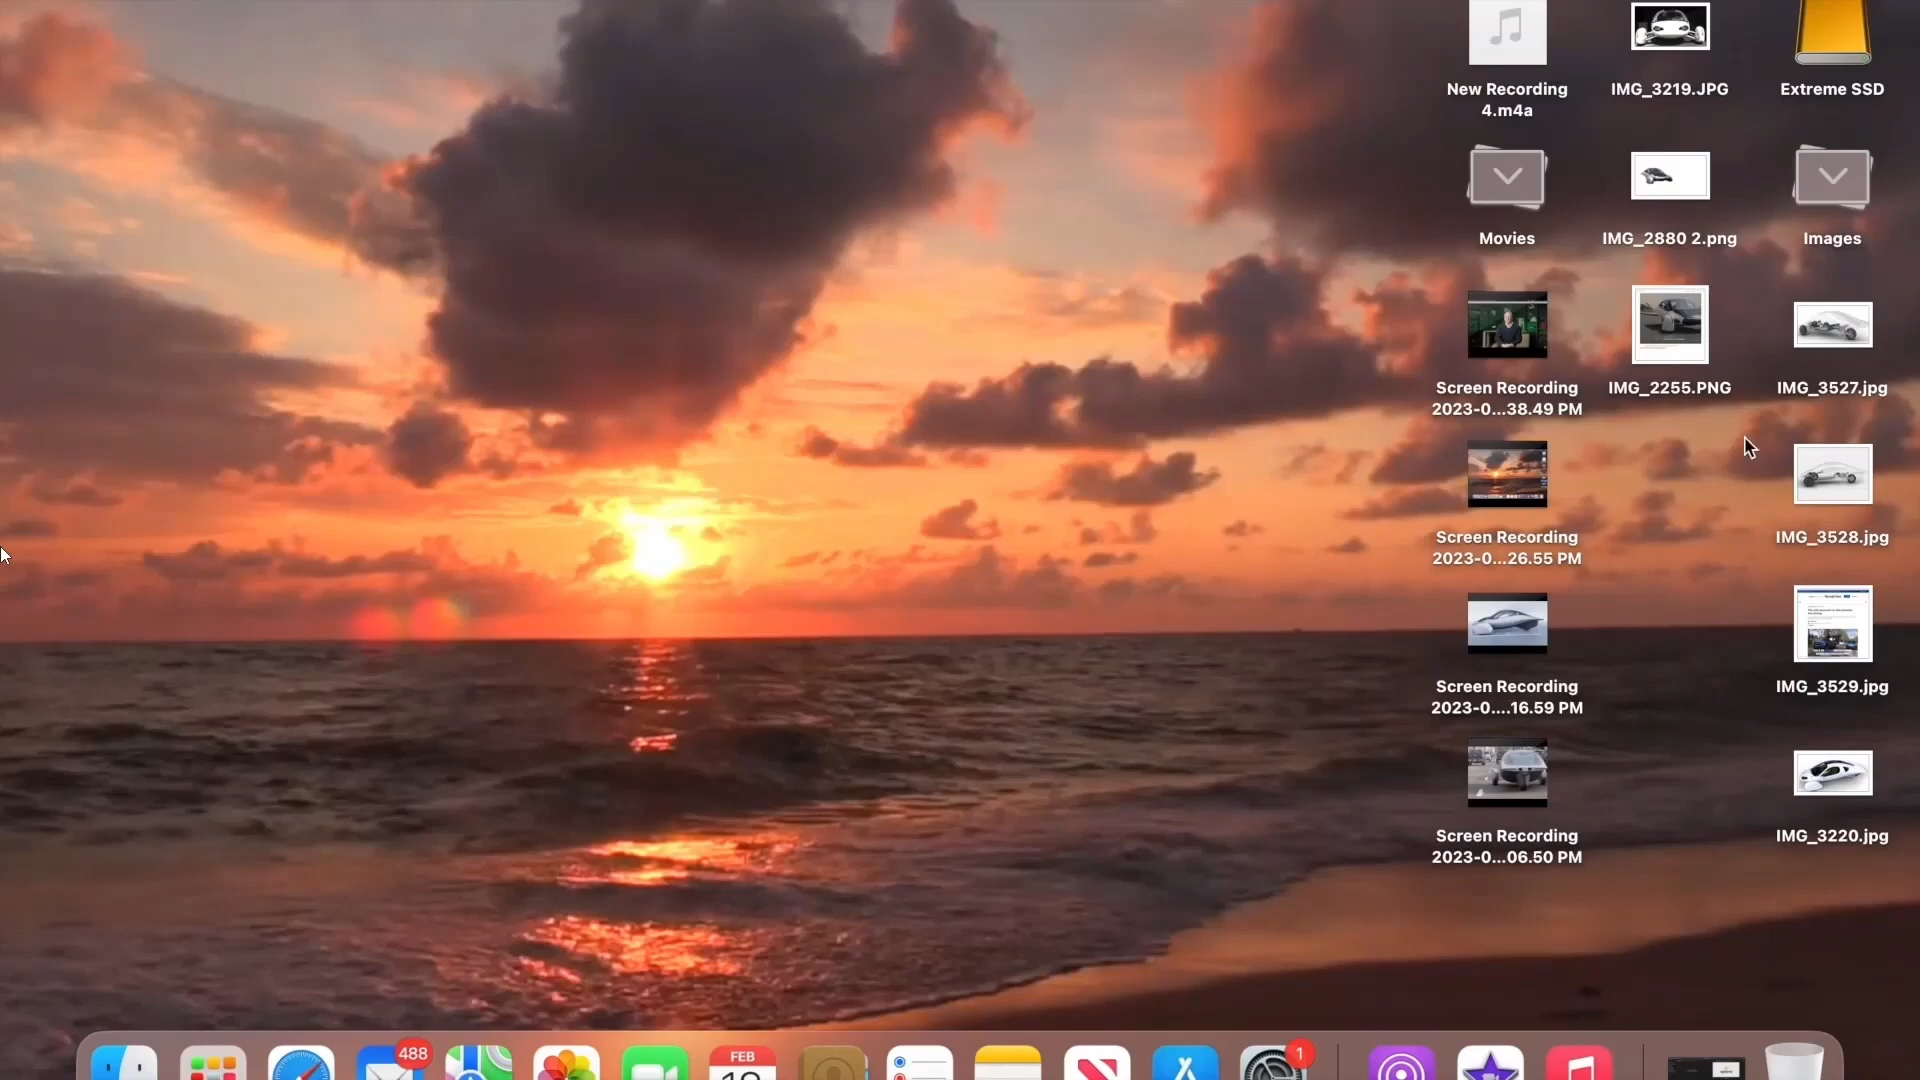 New Recording
4.m4a
IMG_3219.JPG
Extreme SSD
Movies
IMG_2880 2.png
Images
Screen Recording
2023-0...38.49 PM
IMG_2255.PNG
IMG_3527.jpg
Screen Recording
2023-0...26.55 PM
IMG_3528.jpg
Screen Recording
2023-0....16.59 PM
IMG_3529.jpg
Screen Recording
2023-0...06.50 PM
IMG_3220.jpg
488
FEB
1